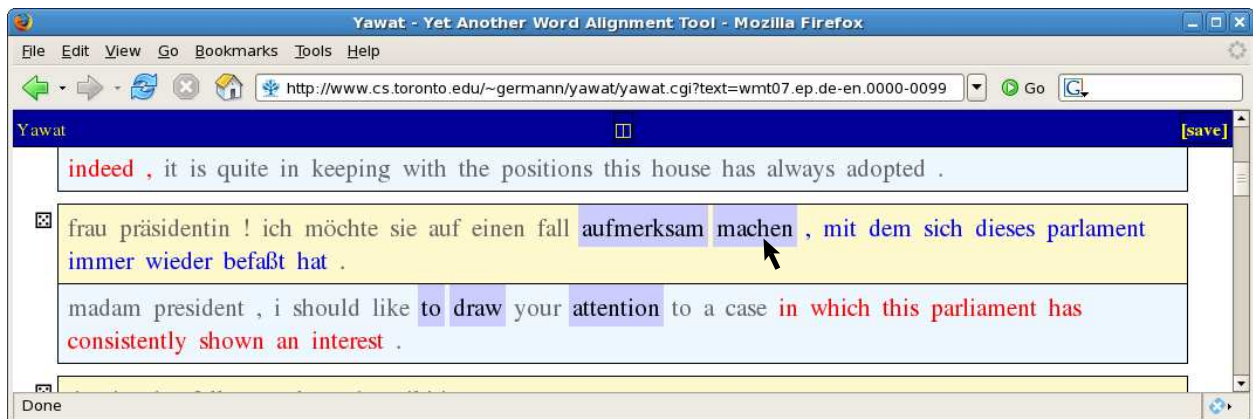 Yawat - Yet Another Word Alignment Tool - Mozilla Firefox
File Edit View Go Bookmarks Tools Help
http://www.cs.toronto.edu/~germann/yawat/yawat.cgi?text=wmt07.ep.de-en.0000-0099 Go G
Yawat [save]
indeed , it is quite in keeping with the positions this house has always adopted .
frau präsidentin ! ich möchte sie auf einen fall aufmerksam machen , mit dem sich dieses parlament
immer wieder befaßt hat .
madam president , i should like to draw your attention to a case in which this parliament has
consistently shown an interest .
Done